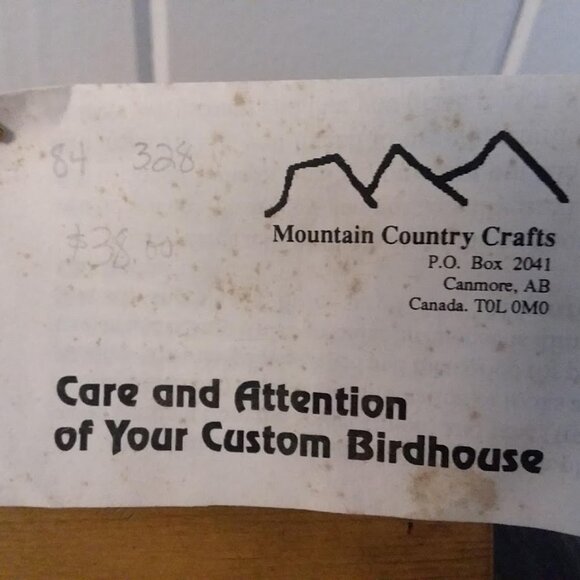 84 328
$38.00
Mountain Country Crafts
P.O. Box 2041
Canmore, AB
Canada. T0L 0M0
Care and Attention
of Your Custom Birdhouse